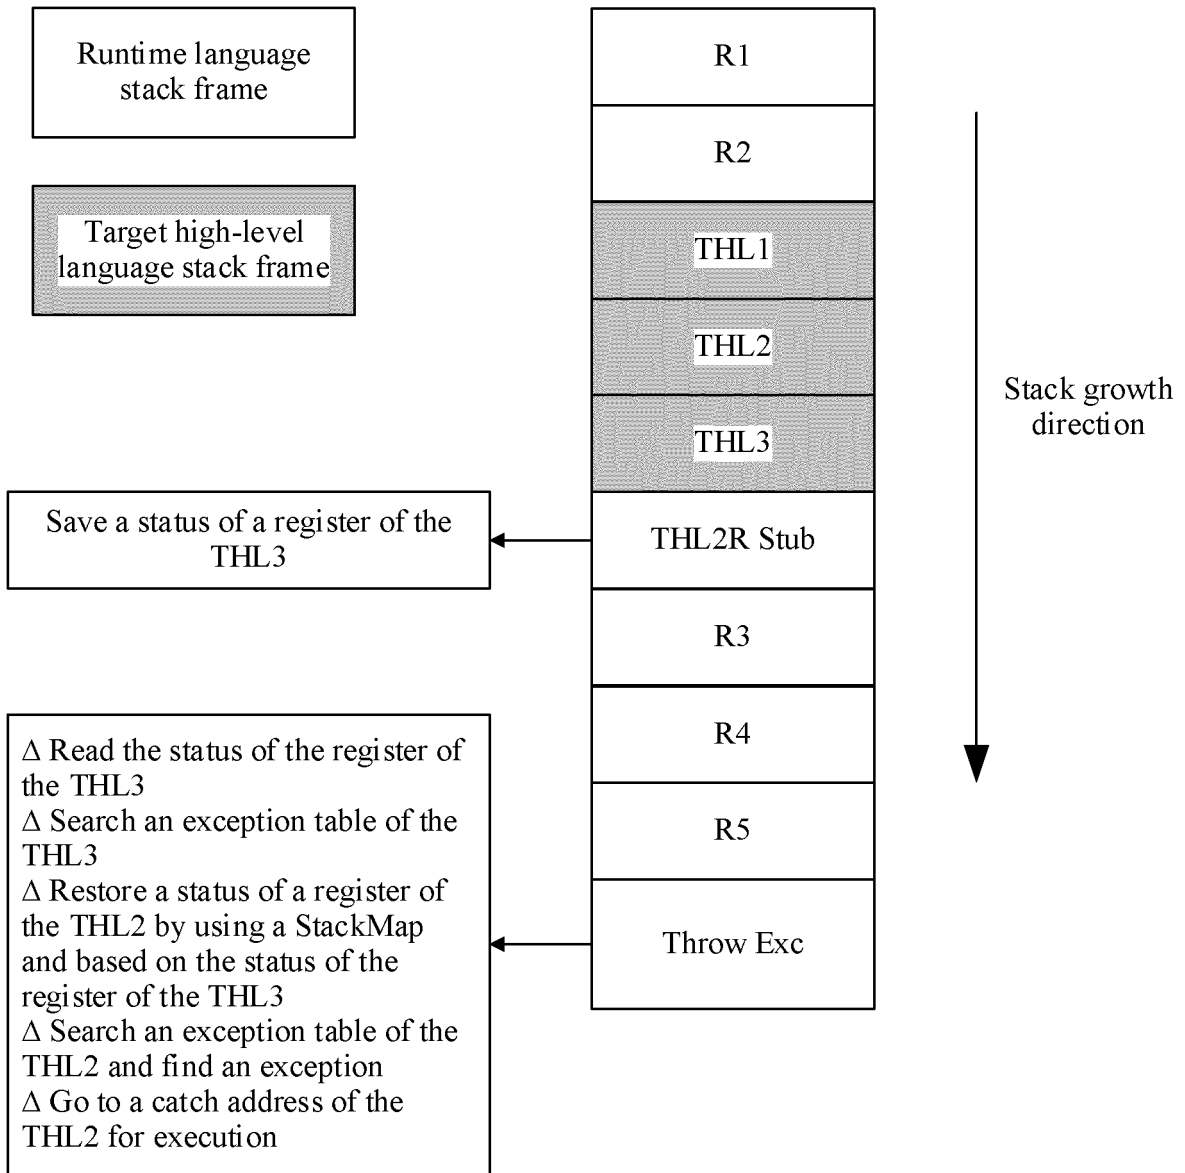 Runtime language
stack frame
Target high-level
language stack frame
R1
R2
THL1
THL2
THL3
THL2R Stub
R3
R4
R5
Throw Exc
Stack growth
direction
Save a status of a register of the
THL3
Δ Read the status of the register of
the THL3
Δ Search an exception table of the
THL3
Δ Restore a status of a register of
the THL2 by using a StackMap
and based on the status of the
register of the THL3
Δ Search an exception table of the
THL2 and find an exception
Δ Go to a catch address of the
THL2 for execution